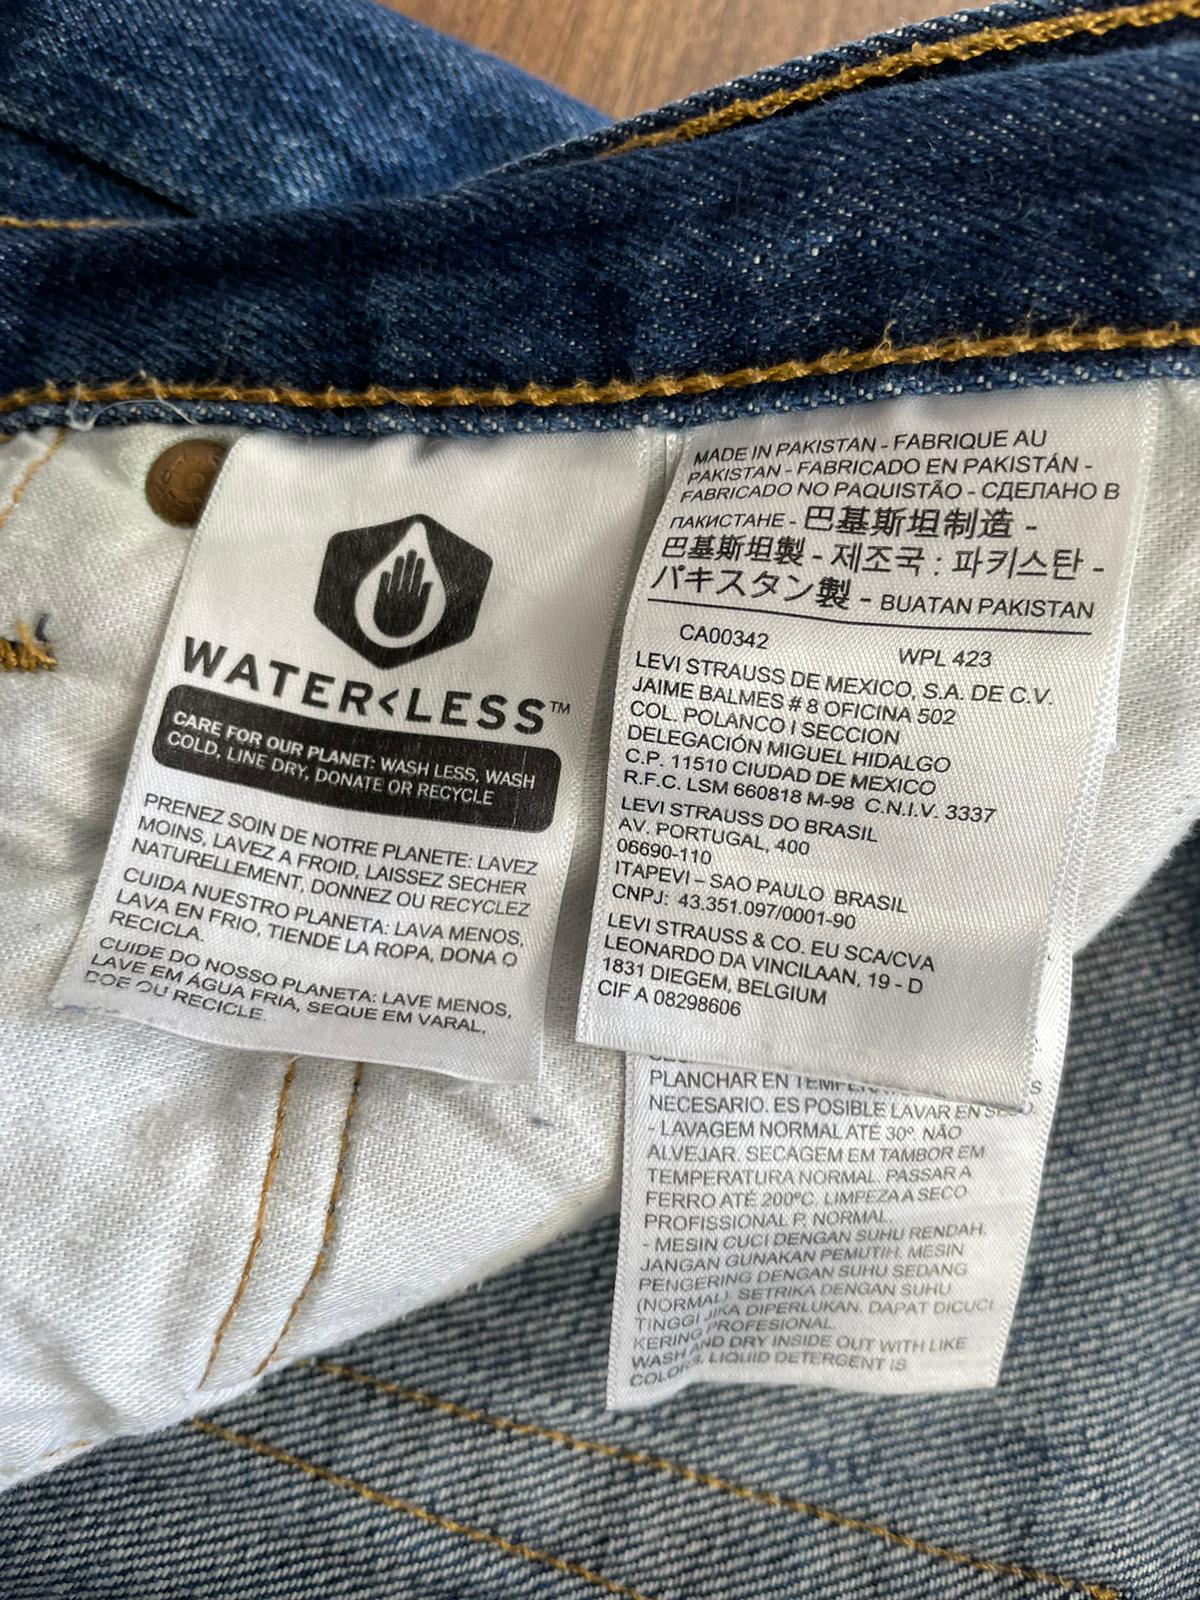 WATER<LESS™
CARE FOR OUR PLANET: WASH LESS, WASH
COLD, LINE DRY, DONATE OR RECYCLE
PRENEZ SOIN DE NOTRE PLANETE: LAVEZ
MOINS, LAVEZ A FROID, LAISSEZ SECHER
NATURELLEMENT, DONNEZ OU RECYCLEZ
CUIDA NUESTRO PLANETA: LAVA MENOS,
LAVA EN FRIO, TIENDE LA ROPA, DONA O
RECICLA.
CUIDE DO NOSSO PLANETA: LAVE MENOS,
LAVE EM ÁGUA FRIA, SEQUE EM VARAL,
DOE OU RECICLE.
MADE IN PAKISTAN - FABRIQUE AU
PAKISTAN - FABRICADO EN PAKISTÁN -
FABRICADO NO PAQUISTÃO - СДЕЛАНО В
ПАКИСТАНЕ - 巴基斯坦制造 -
巴基斯坦製 - 제조국 : 파키스탄 -
パキスタン製 - BUATAN PAKISTAN
CA00342 WPL 423
LEVI STRAUSS DE MEXICO, S.A. DE C.V.
JAIME BALMES # 8 OFICINA 502
COL. POLANCO I SECCION
DELEGACIÓN MIGUEL HIDALGO
C.P. 11510 CIUDAD DE MEXICO
R.F.C. LSM 660818 M-98 C.N.I.V. 3337
LEVI STRAUSS DO BRASIL
AV. PORTUGAL, 400
06690-110
ITAPEVI – SAO PAULO BRASIL
CNPJ: 43.351.097/0001-90
LEVI STRAUSS & CO. EU SCA/CVA
LEONARDO DA VINCILAAN, 19 - D
1831 DIEGEM, BELGIUM
CIF A 08298606
PLANCHAR EN
NECESARIO. ES POSIBLE LAVAR EN
- LAVAGEM NORMAL ATÉ 30º. NÃO
ALVEJAR. SECAGEM EM TAMBOR EM
TEMPERATURA NORMAL. PASSAR A
FERRO ATÉ 200ºC. LIMPEZA A SECO
PROFISSIONAL P. NORMAL.
- MESIN CUCI DENGAN SUHU RENDAH.
JANGAN GUNAKAN PEMUTIH. MESIN
PENGERING DENGAN SUHU SEDANG
(NORMAL). SETRIKA DENGAN SUHU
TINGGI JIKA DIPERLUKAN. DAPAT DICUCI
KERING PROFESIONAL.
WASH AND DRY INSIDE OUT WITH LIKE
COLORS. LIQUID DETERGENT IS